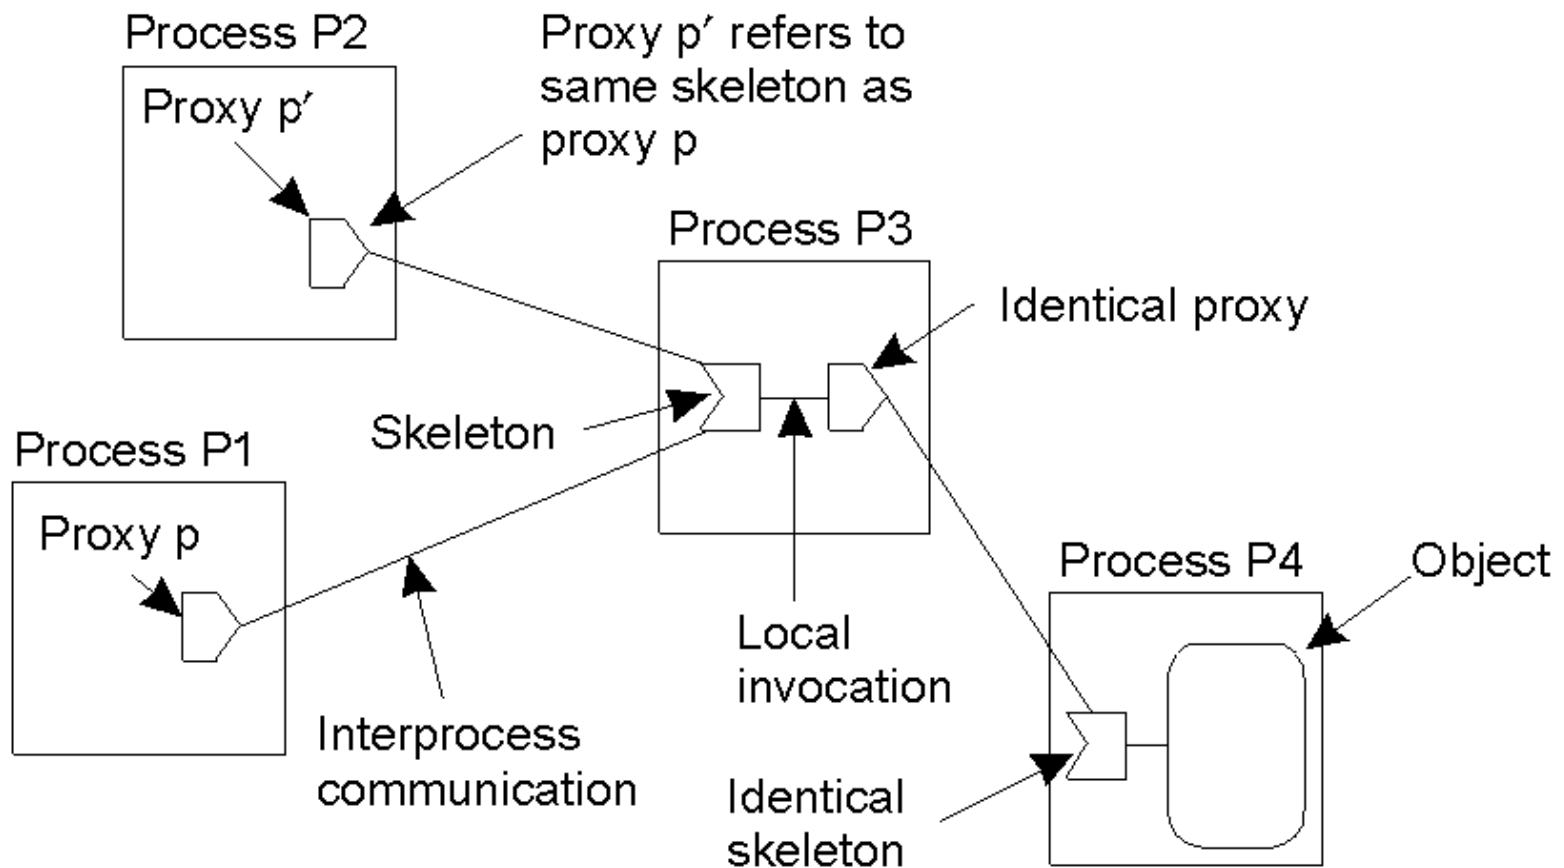 Process P2
Proxy p′ refers to
same skeleton as
proxy p
Proxy p′
Process P3
Identical proxy
Skeleton
Process P1
Proxy p
Process P4
Object
Local
invocation
Interprocess
communication
Identical
skeleton